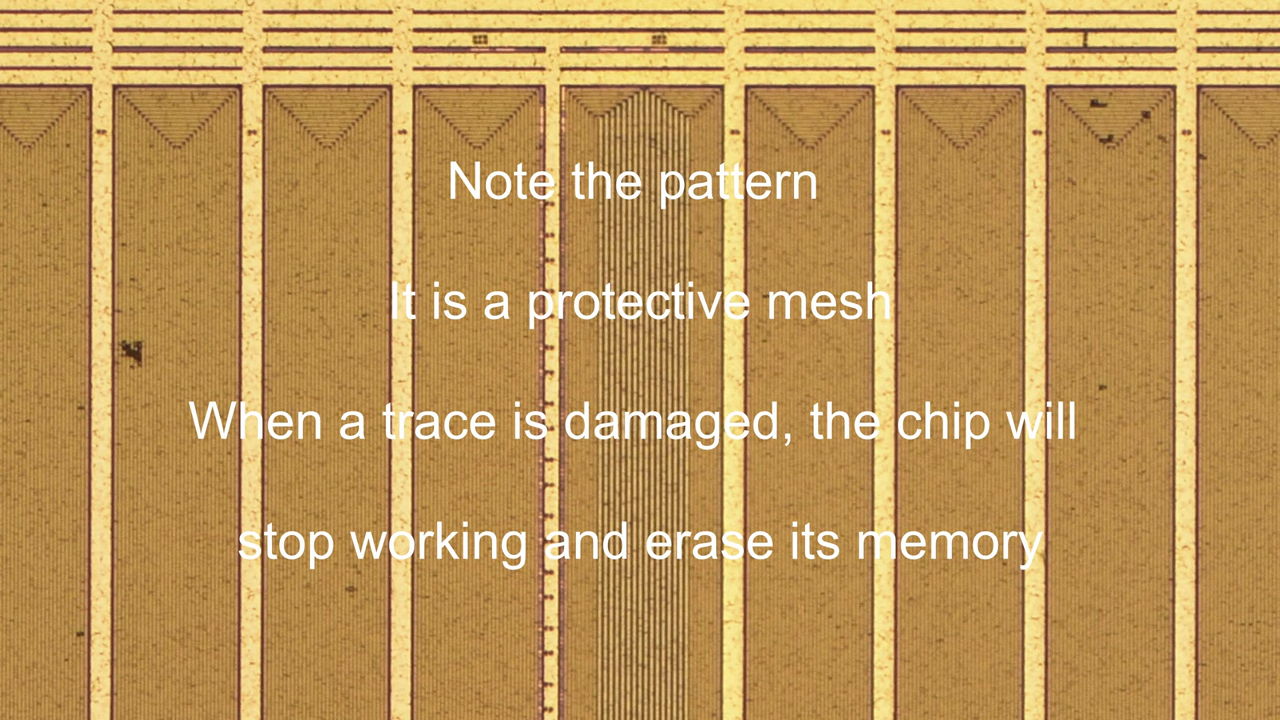 Note the pattern
It is a protective mesh
When a trace is damaged, the chip will
stop working and erase its memory